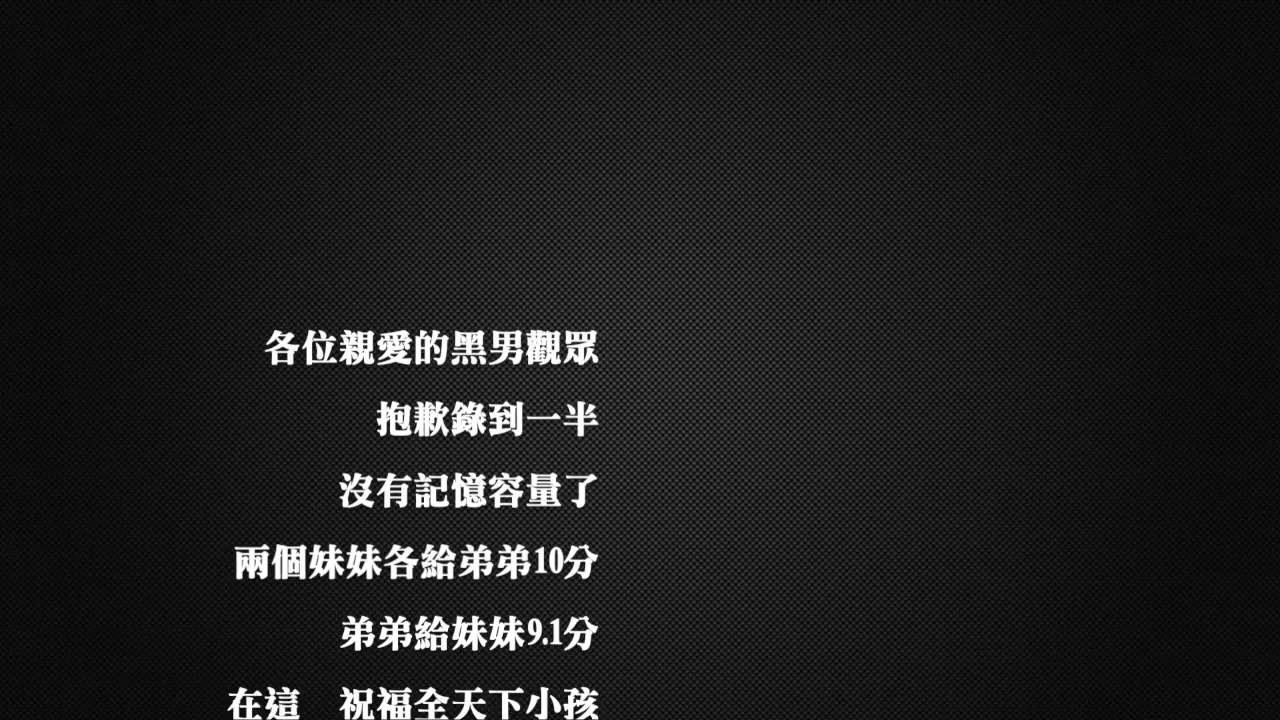 各位親愛的黑男觀眾
抱歉錄到一半
沒有記憶容量了
兩個妹妹各給弟弟10分
弟弟給妹妹9.1分
在這　祝福全天下小孩